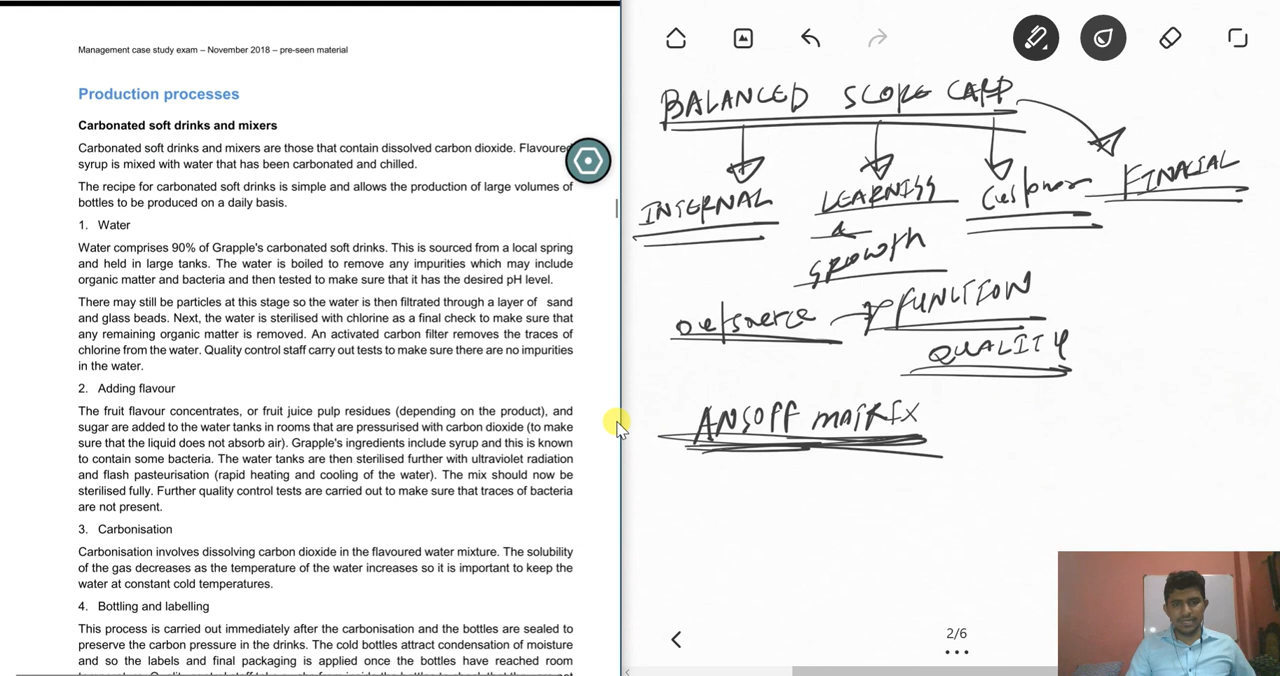 Management case study exam – November 2018 – pre-seen material
Production processes
Carbonated soft drinks and mixers
Carbonated soft drinks and mixers are those that contain dissolved carbon dioxide. Flavoured
syrup is mixed with water that has been carbonated and chilled.
The recipe for carbonated soft drinks is simple and allows the production of large volumes of
bottles to be produced on a daily basis.
1. Water
Water comprises 90% of Grapple's carbonated soft drinks. This is sourced from a local spring
and held in large tanks. The water is boiled to remove any impurities which may include
organic matter and bacteria and then tested to make sure that it has the desired pH level.
There may still be particles at this stage so the water is then filtrated through a layer of sand
and glass beads. Next, the water is sterilised with chlorine as a final check to make sure that
any remaining organic matter is removed. An activated carbon filter removes the traces of
chlorine from the water. Quality control staff carry out tests to make sure there are no impurities
in the water.
2. Adding flavour
The fruit flavour concentrates, or fruit juice pulp residues (depending on the product), and
sugar are added to the water tanks in rooms that are pressurised with carbon dioxide (to make
sure that the liquid does not absorb air). Grapple's ingredients include syrup and this is known
to contain some bacteria. The water tanks are then sterilised further with ultraviolet radiation
and flash pasteurisation (rapid heating and cooling of the water). The mix should now be
sterilised fully. Further quality control tests are carried out to make sure that traces of bacteria
are not present.
3. Carbonisation
Carbonisation involves dissolving carbon dioxide in the flavoured water mixture. The solubility
of the gas decreases as the temperature of the water increases so it is important to keep the
water at constant cold temperatures.
4. Bottling and labelling
This process is carried out immediately after the carbonisation and the bottles are sealed to
preserve the carbon pressure in the drinks. The cold bottles attract condensation of moisture
and so the labels and final packaging is applied once the bottles have reached room
BALANCED SCORE CARD
INTERNAL LEARNISS Customer FINACIAL
&
GROWTH
outsource FUNCTION
QUALITY
ANSOFF MATRIX
2/6